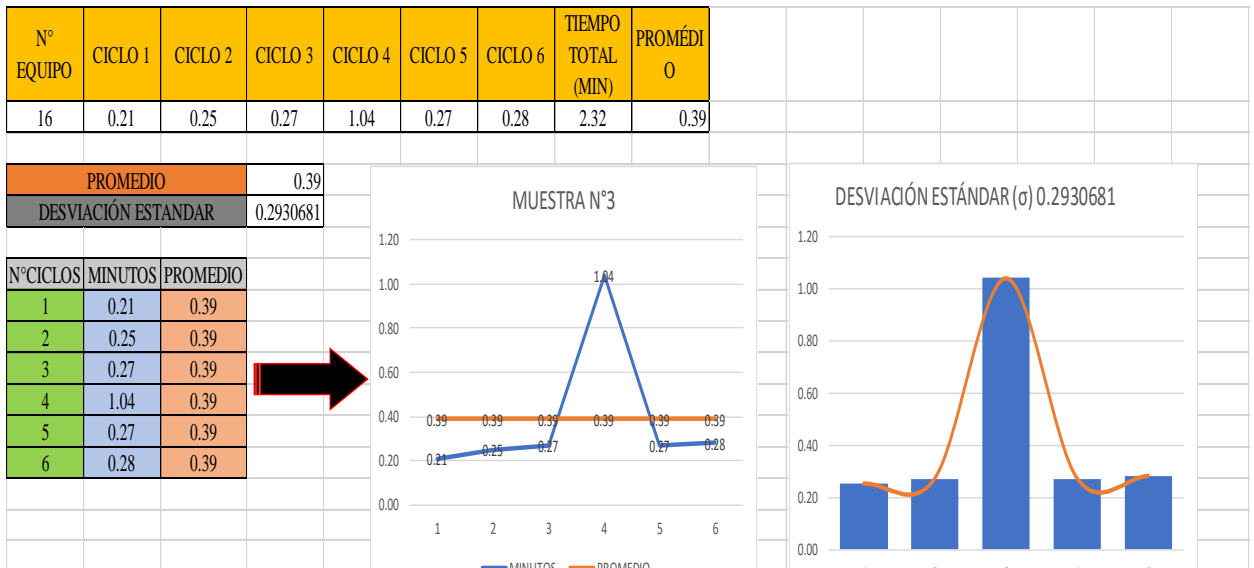 N° EQUIPO CICLO 1 CICLO 2 CICLO 3 CICLO 4 CICLO 5 CICLO 6 TIEMPO TOTAL (MIN) PROMÉDIO
16 0.21 0.25 0.27 1.04 0.27 0.28 2.32 0.39
PROMEDIO 0.39
DESVIACIÓN ESTANDAR 0.2930681
N°CICLOS MINUTOS PROMEDIO
1 0.21 0.39
2 0.25 0.39
3 0.27 0.39
4 1.04 0.39
5 0.27 0.39
6 0.28 0.39
MUESTRA N°3
1.20
1.00
0.80
0.60
0.40
0.20
0.00
1.04
0.39 0.39 0.39 0.39 0.39 0.39
0.21 0.25 0.27 0.27 0.28
1 2 3 4 5 6
MINUTOS PROMEDIO
DESVIACIÓN ESTÁNDAR (σ) 0.2930681
1.20
1.00
0.80
0.60
0.40
0.20
0.00